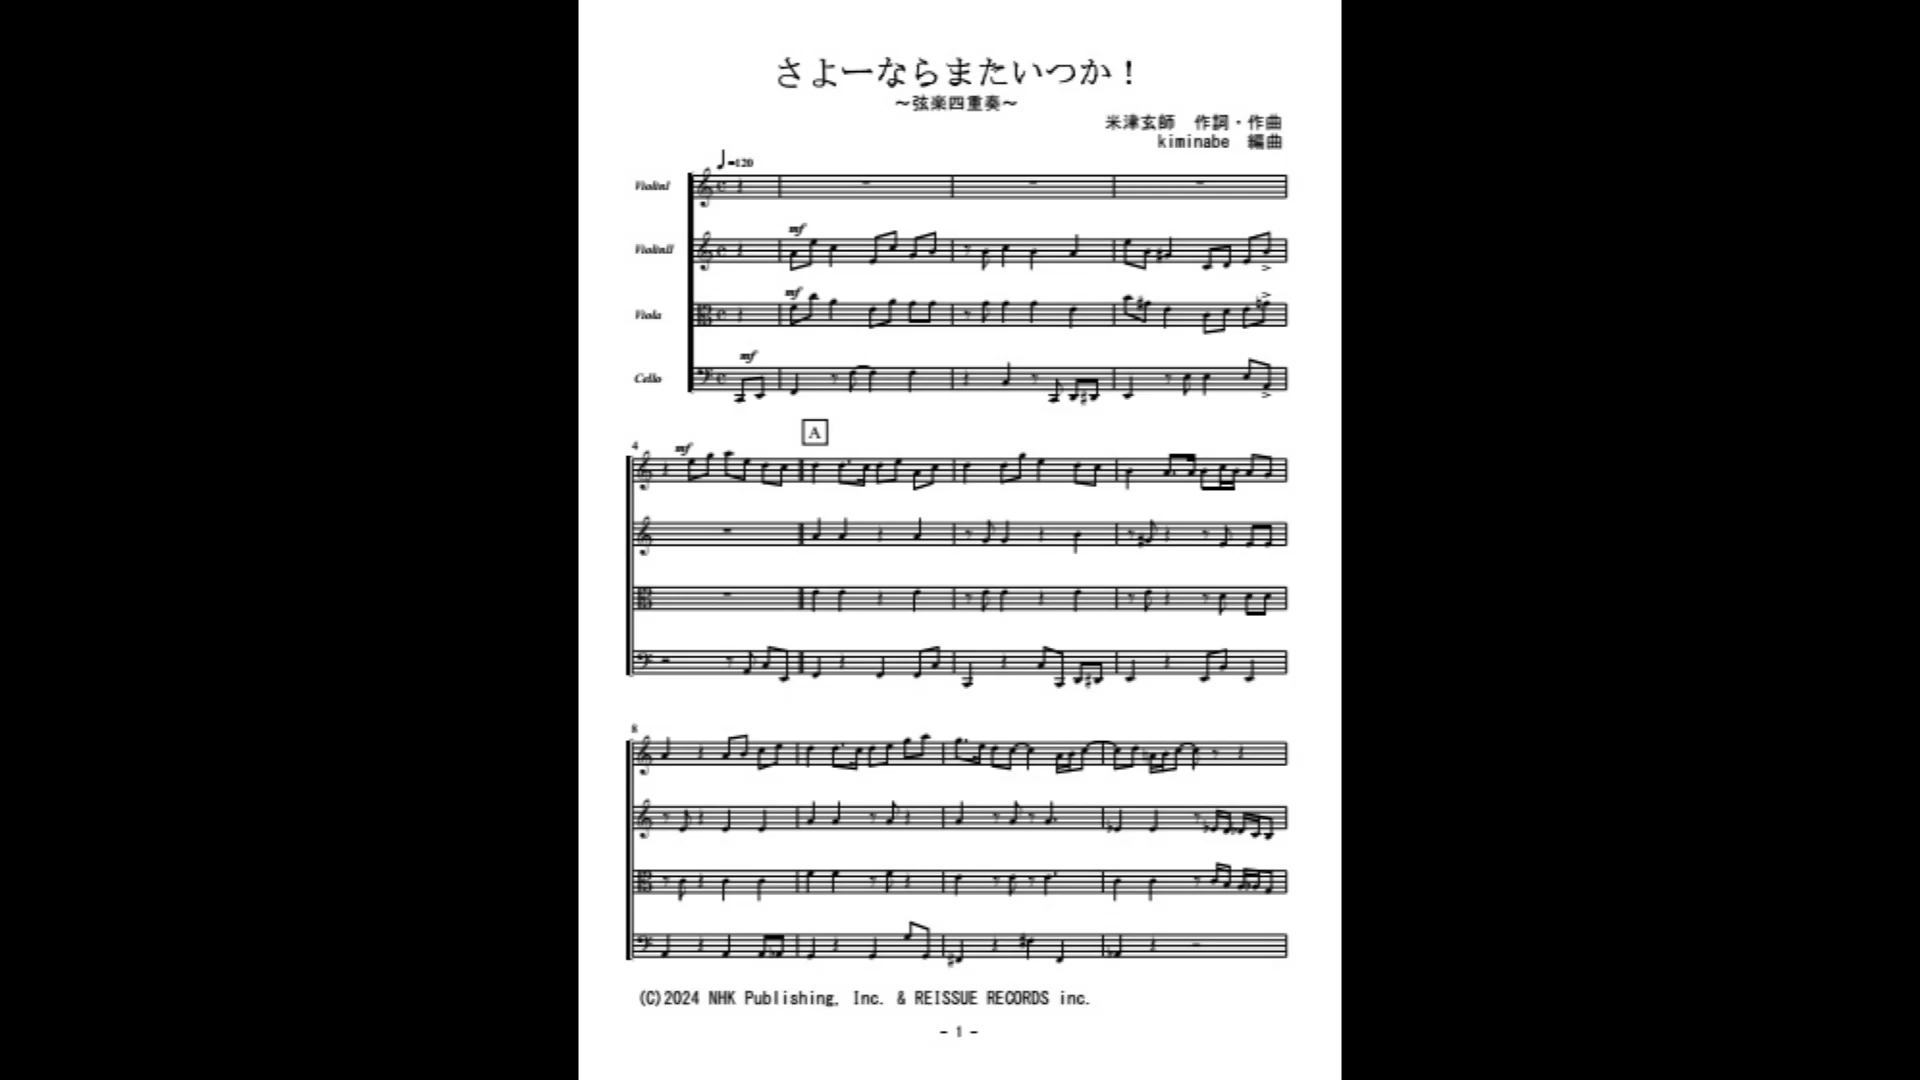 さよーならまたいつか！
～弦楽四重奏～
米津玄師　作詞・作曲
kiminabe　編曲
♩=120
ViolinI
mf
ViolinII
mf
Viola
mf
Cello
A
4
mf
8
(C)2024 NHK Publishing, Inc. & REISSUE RECORDS inc.
- 1 -